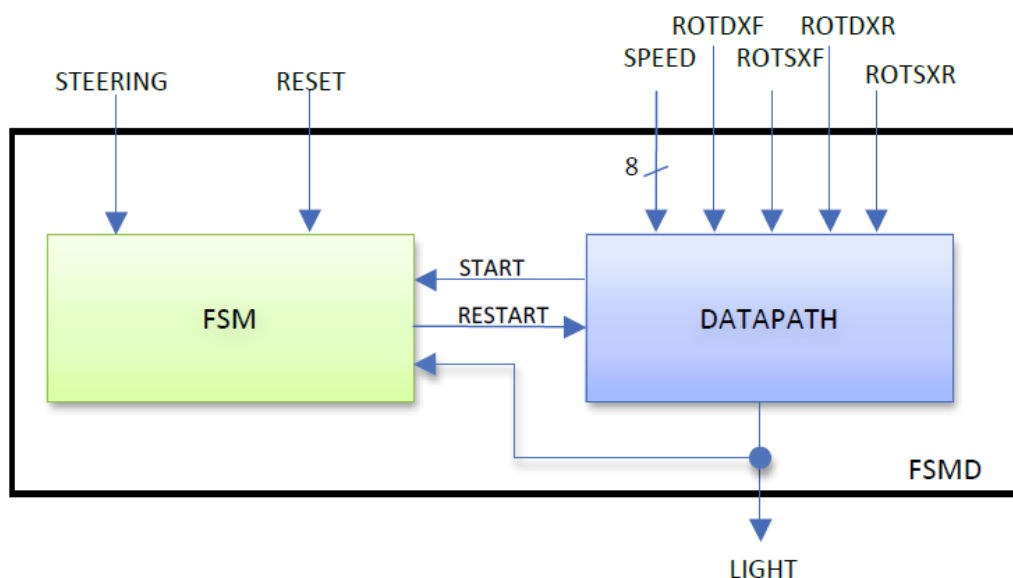 ROTDXF ROTDXR
SPEED ROTSXF
ROTSXR
STEERING RESET
8
START
FSM RESTART DATAPATH
FSMD
LIGHT